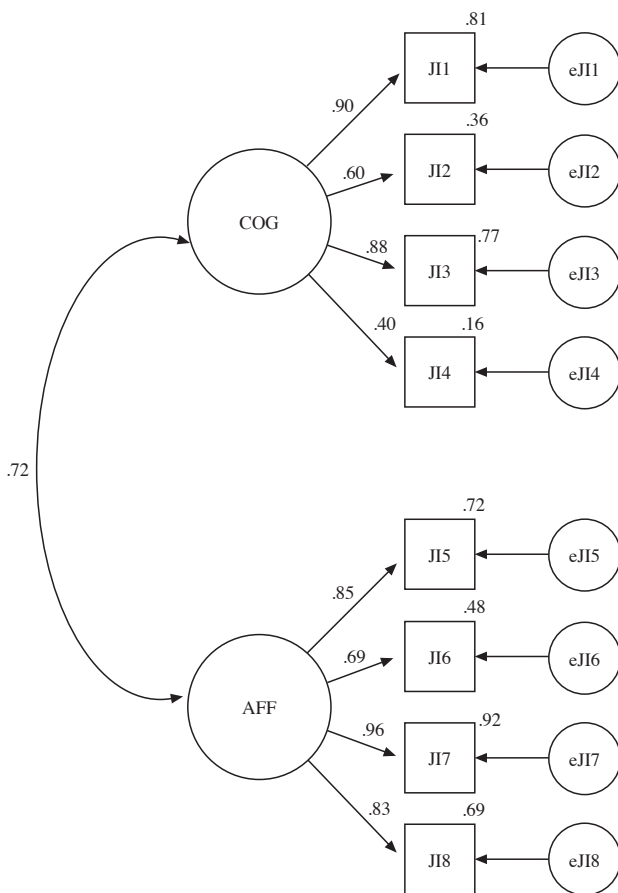 .81
JI1
eJI1
.90
.36
JI2
eJI2
.60
COG
.77
.88
JI3
eJI3
.40
.16
JI4
eJI4
.72
.72
JI5
eJI5
.85
.48
JI6
eJI6
.69
AFF
.92
.96
JI7
eJI7
.83
.69
JI8
eJI8